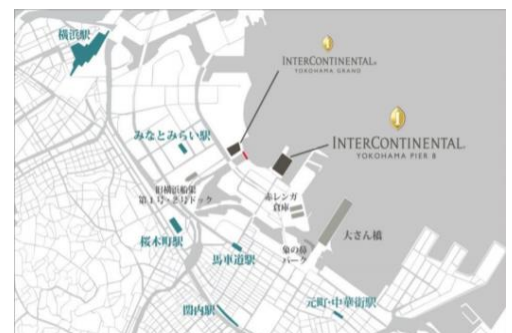 横浜駅
INTERCONTINENTAL®
YOKOHAMA GRAND
INTERCONTINENTAL®
YOKOHAMA PIER 8
みなとみらい駅
旧横浜船渠
第1号・2号ドック
赤レンガ
倉庫
桜木町駅
大さん橋
象の鼻
パーク
馬車道駅
関内駅
元町・中華街駅